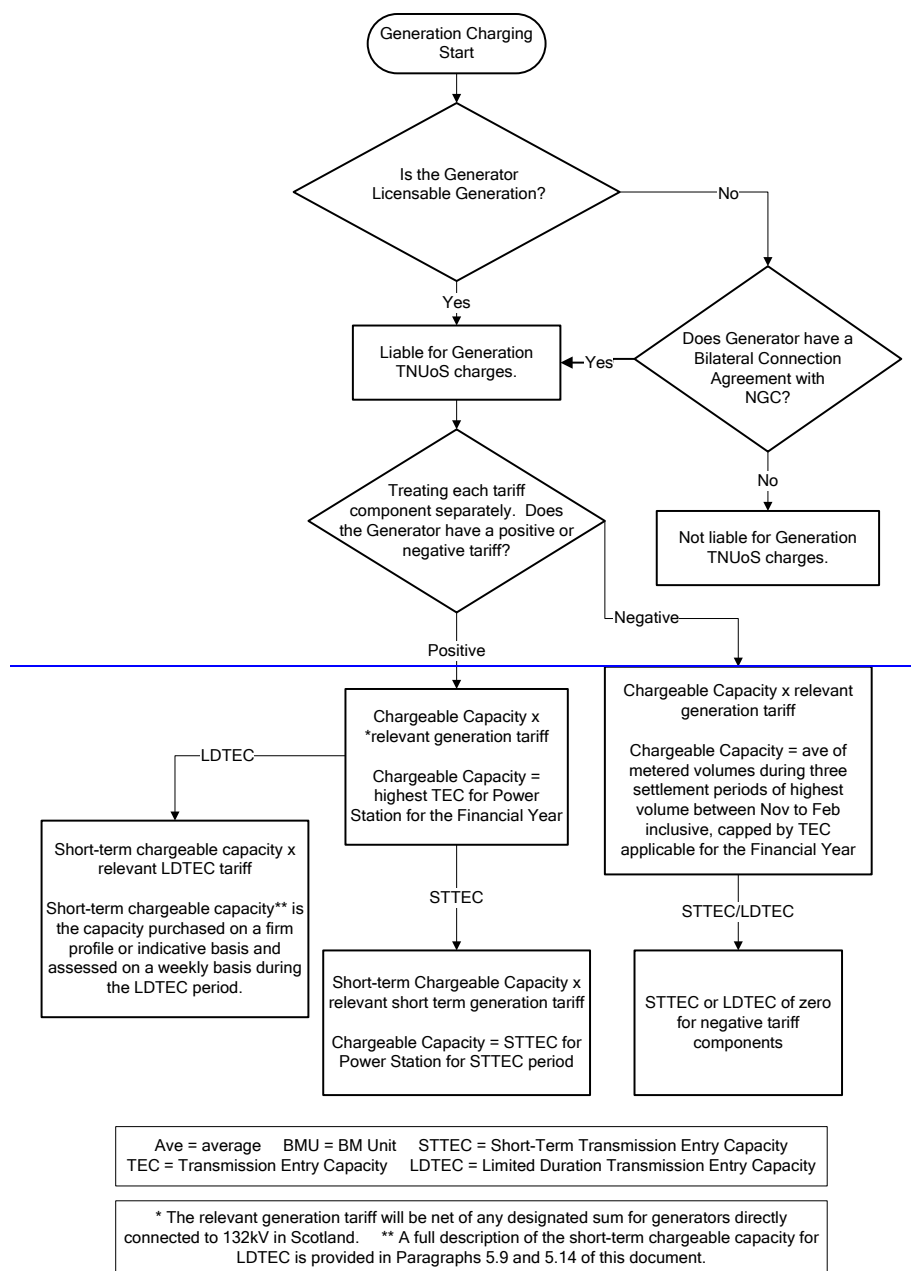 Generation Charging
Start
Is the Generator
Licensable Generation?
No
Yes
Does Generator have a
Bilateral Connection
Agreement with
NGC?
Yes
Liable for Generation
TNUoS charges.
No
Not liable for Generation
TNUoS charges.
Treating each tariff
component separately. Does
the Generator have a positive or
negative tariff?
Negative
Positive
Chargeable Capacity x
*relevant generation tariff
Chargeable Capacity =
highest TEC for Power
Station for the Financial Year
Chargeable Capacity x relevant
generation tariff
Chargeable Capacity = ave of
metered volumes during three
settlement periods of highest
volume between Nov to Feb
inclusive, capped by TEC
applicable for the Financial Year
LDTEC
Short-term chargeable capacity x
relevant LDTEC tariff
Short-term chargeable capacity** is
the capacity purchased on a firm
profile or indicative basis and
assessed on a weekly basis during
the LDTEC period.
STTEC
Short-term Chargeable Capacity x
relevant short term generation tariff
Chargeable Capacity = STTEC for
Power Station for STTEC period
STTEC/LDTEC
STTEC or LDTEC of zero
for negative tariff
components
Ave = average BMU = BM Unit STTEC = Short-Term Transmission Entry Capacity
TEC = Transmission Entry Capacity LDTEC = Limited Duration Transmission Entry Capacity
* The relevant generation tariff will be net of any designated sum for generators directly
connected to 132kV in Scotland. ** A full description of the short-term chargeable capacity for
LDTEC is provided in Paragraphs 5.9 and 5.14 of this document.